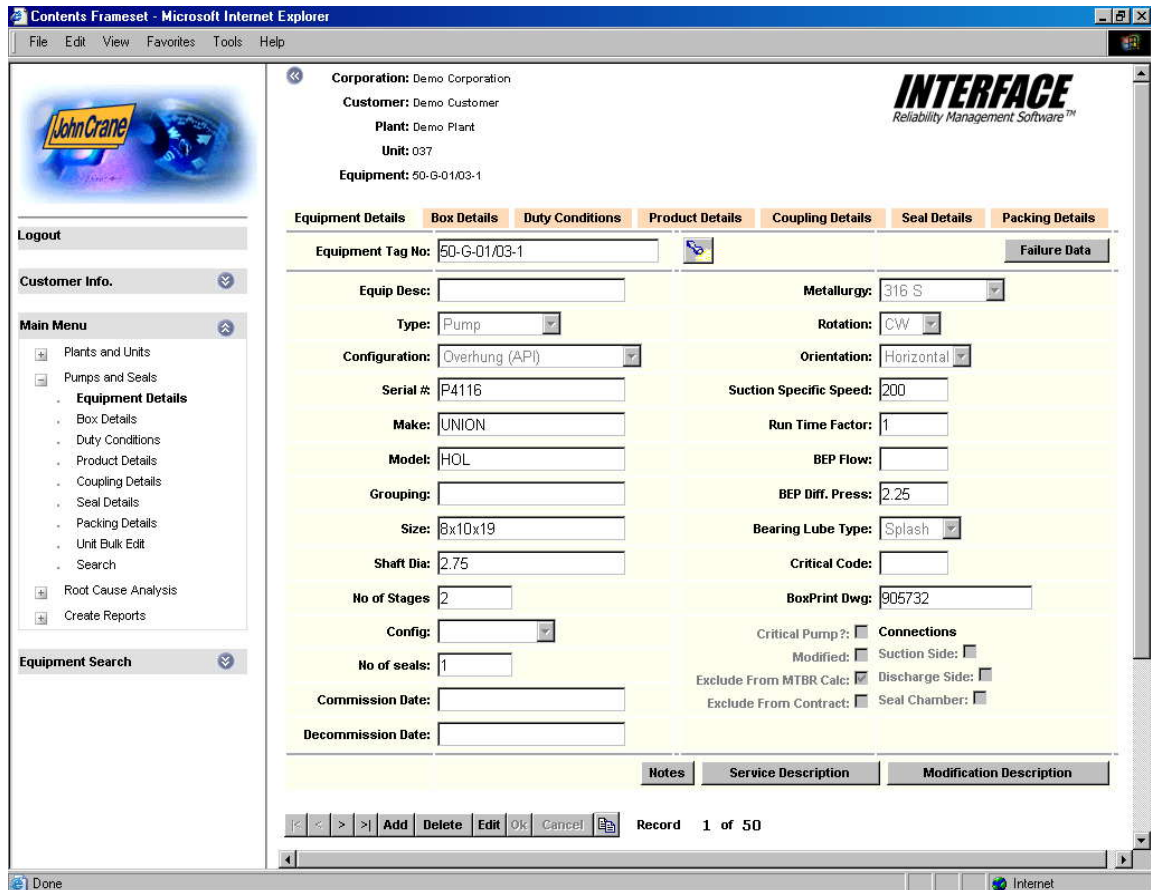 Contents Frameset - Microsoft Internet Explorer
File Edit View Favorites Tools Help
John Crane
Corporation: Demo Corporation
Customer: Demo Customer
Plant: Demo Plant
Unit: 037
Equipment: 50-G-01/03-1
INTERFACE
Reliability Management Software™
Logout
Customer Info.
Main Menu
Plants and Units
Pumps and Seals
Equipment Details
Box Details
Duty Conditions
Product Details
Coupling Details
Seal Details
Packing Details
Unit Bulk Edit
Search
Root Cause Analysis
Create Reports
Equipment Search
Equipment Details Box Details Duty Conditions Product Details Coupling Details Seal Details Packing Details
Equipment Tag No: 50-G-01/03-1 Failure Data
Equip Desc: Metallurgy: 316 S
Type: Pump Rotation: CW
Configuration: Overhung (API) Orientation: Horizontal
Serial #: P4116 Suction Specific Speed: 200
Make: UNION Run Time Factor: 1
Model: HOL BEP Flow:
Grouping: BEP Diff. Press: 2.25
Size: 8x10x19 Bearing Lube Type: Splash
Shaft Dia: 2.75 Critical Code:
No of Stages 2 BoxPrint Dwg: 905732
Config: Critical Pump?: Connections
Modified: Suction Side:
No of seals: 1 Exclude From MTBR Calc: Discharge Side:
Commission Date: Exclude From Contract: Seal Chamber:
Decommission Date:
Notes Service Description Modification Description
|< < > >| Add Delete Edit Ok Cancel Record 1 of 50
Done Internet